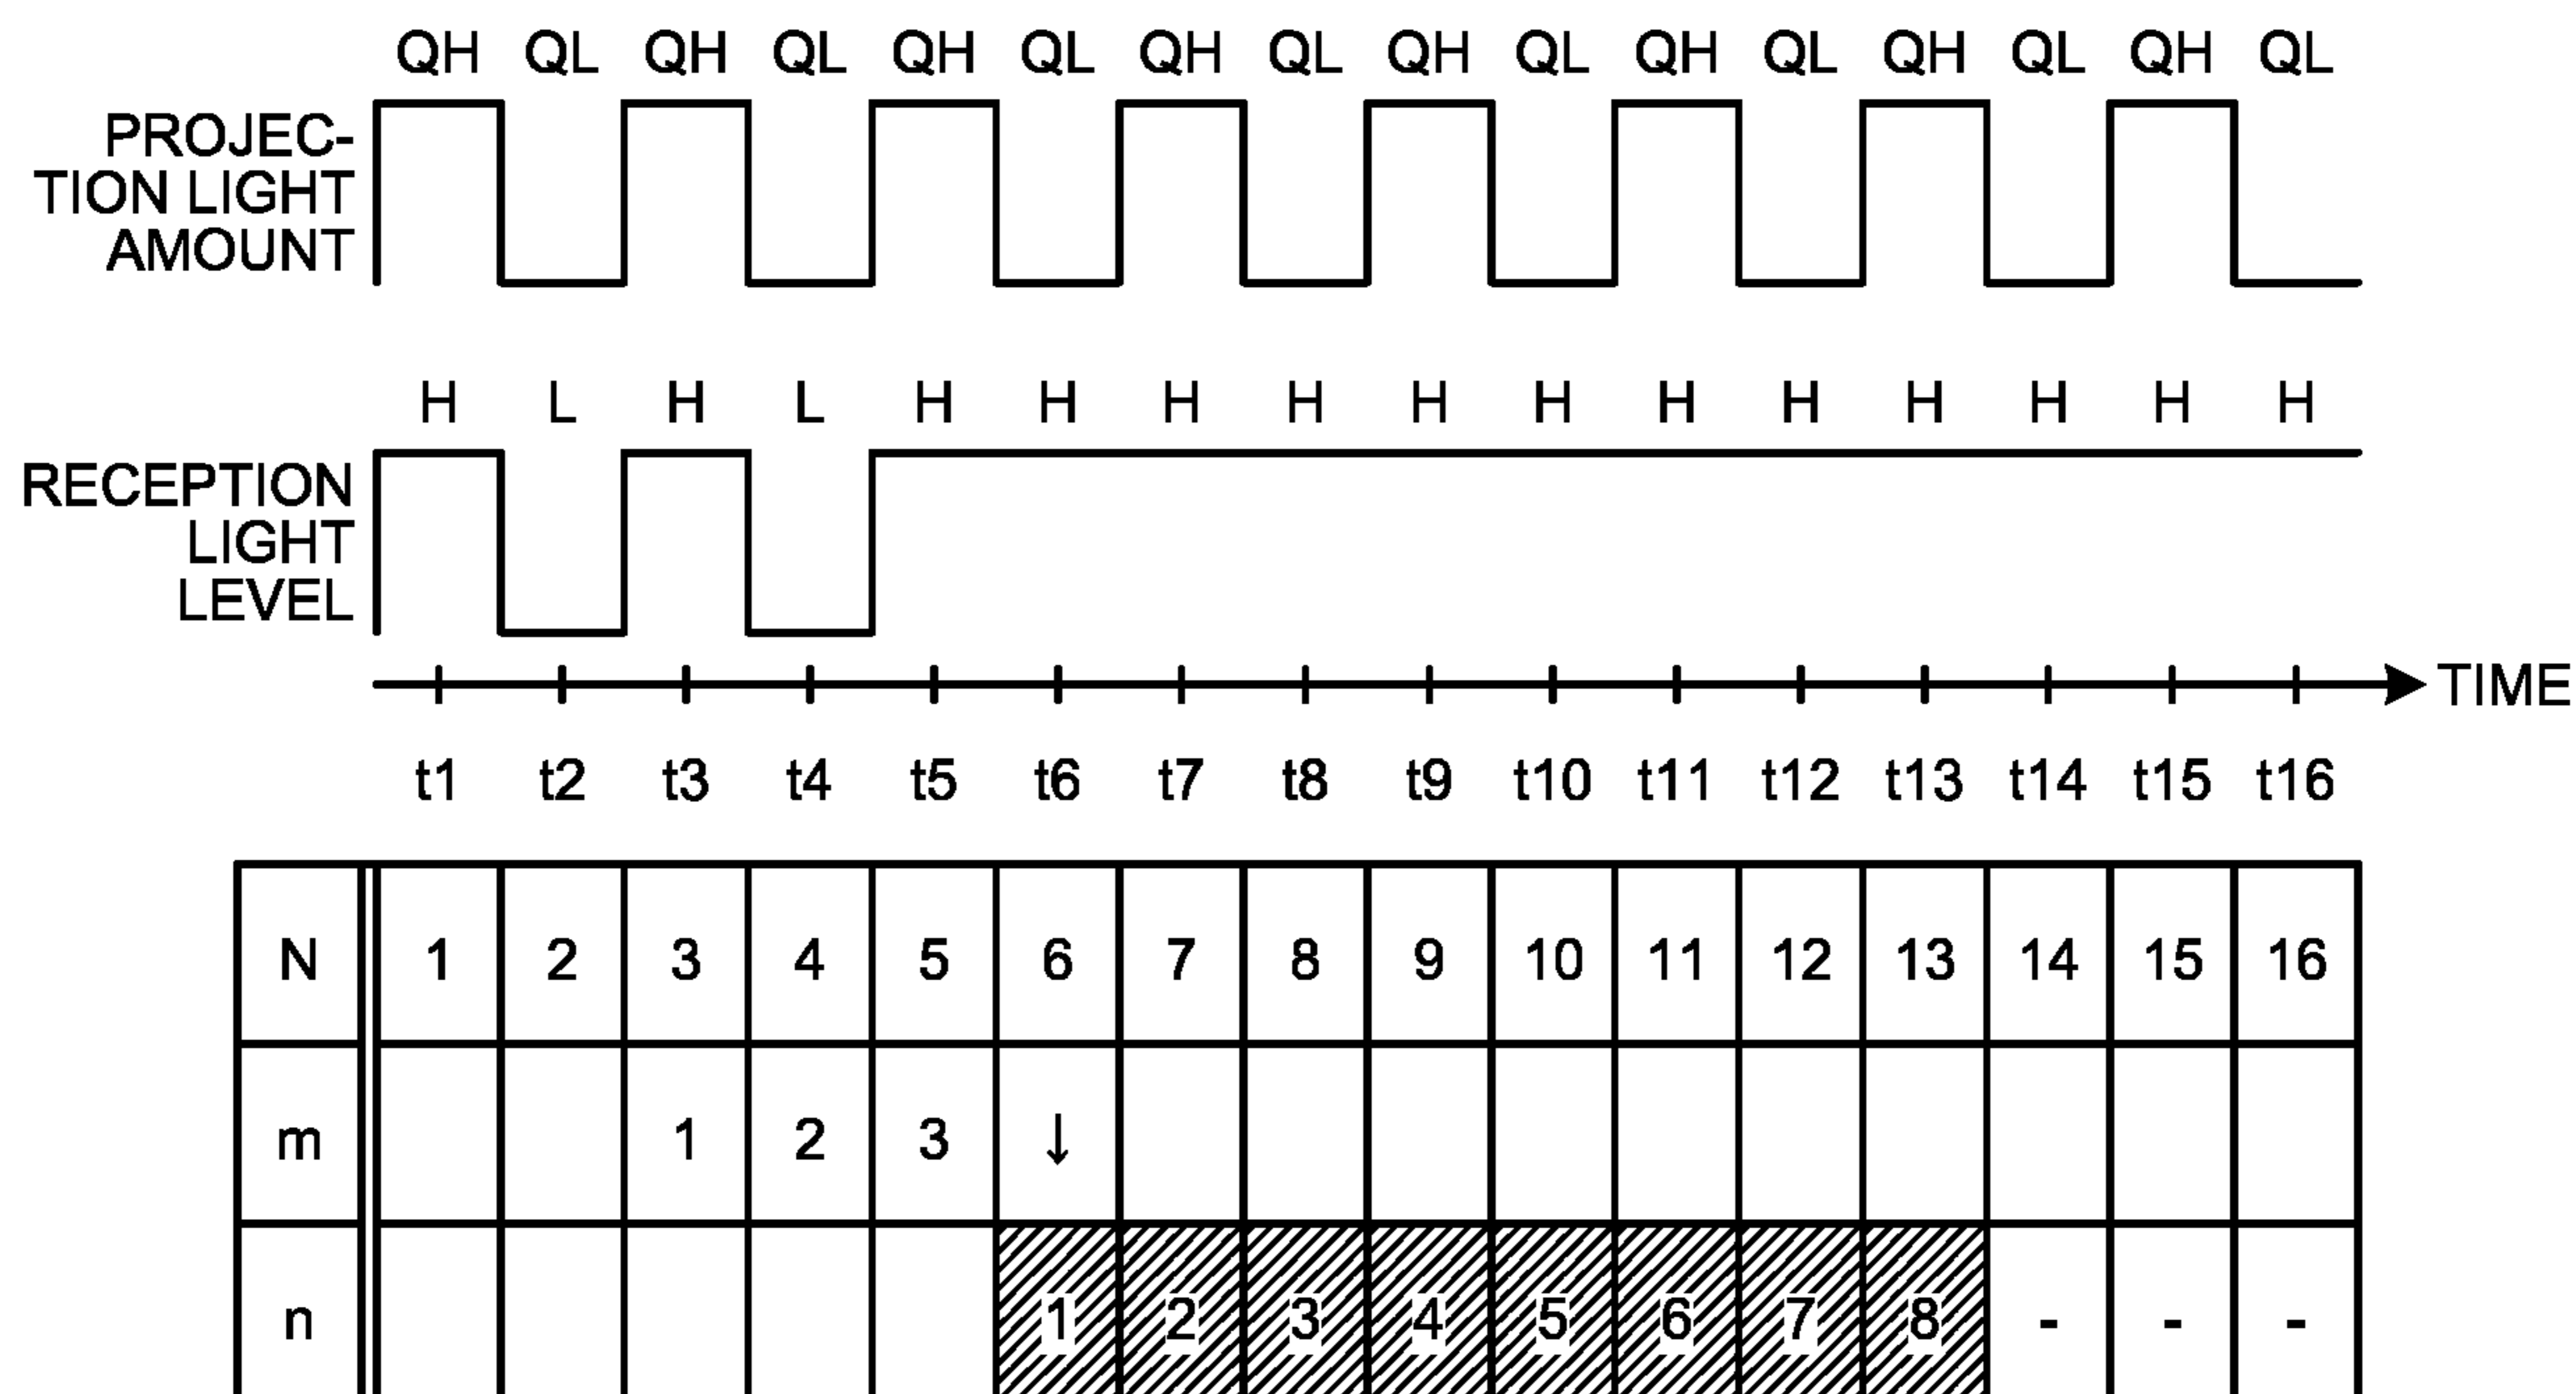 QH QL QH QL QH QL QH QL QH QL QH QL QH QL QH QL
PROJEC-
TION LIGHT
AMOUNT
H L H L H H H H H H H H H H H H
RECEPTION
LIGHT
LEVEL
TIME
t1 t2 t3 t4 t5 t6 t7 t8 t9 t10 t11 t12 t13 t14 t15 t16
N 1 2 3 4 5 6 7 8 9 10 11 12 13 14 15 16
m 1 2 3 ↓
n 1 2 3 4 5 6 7 8 - - -